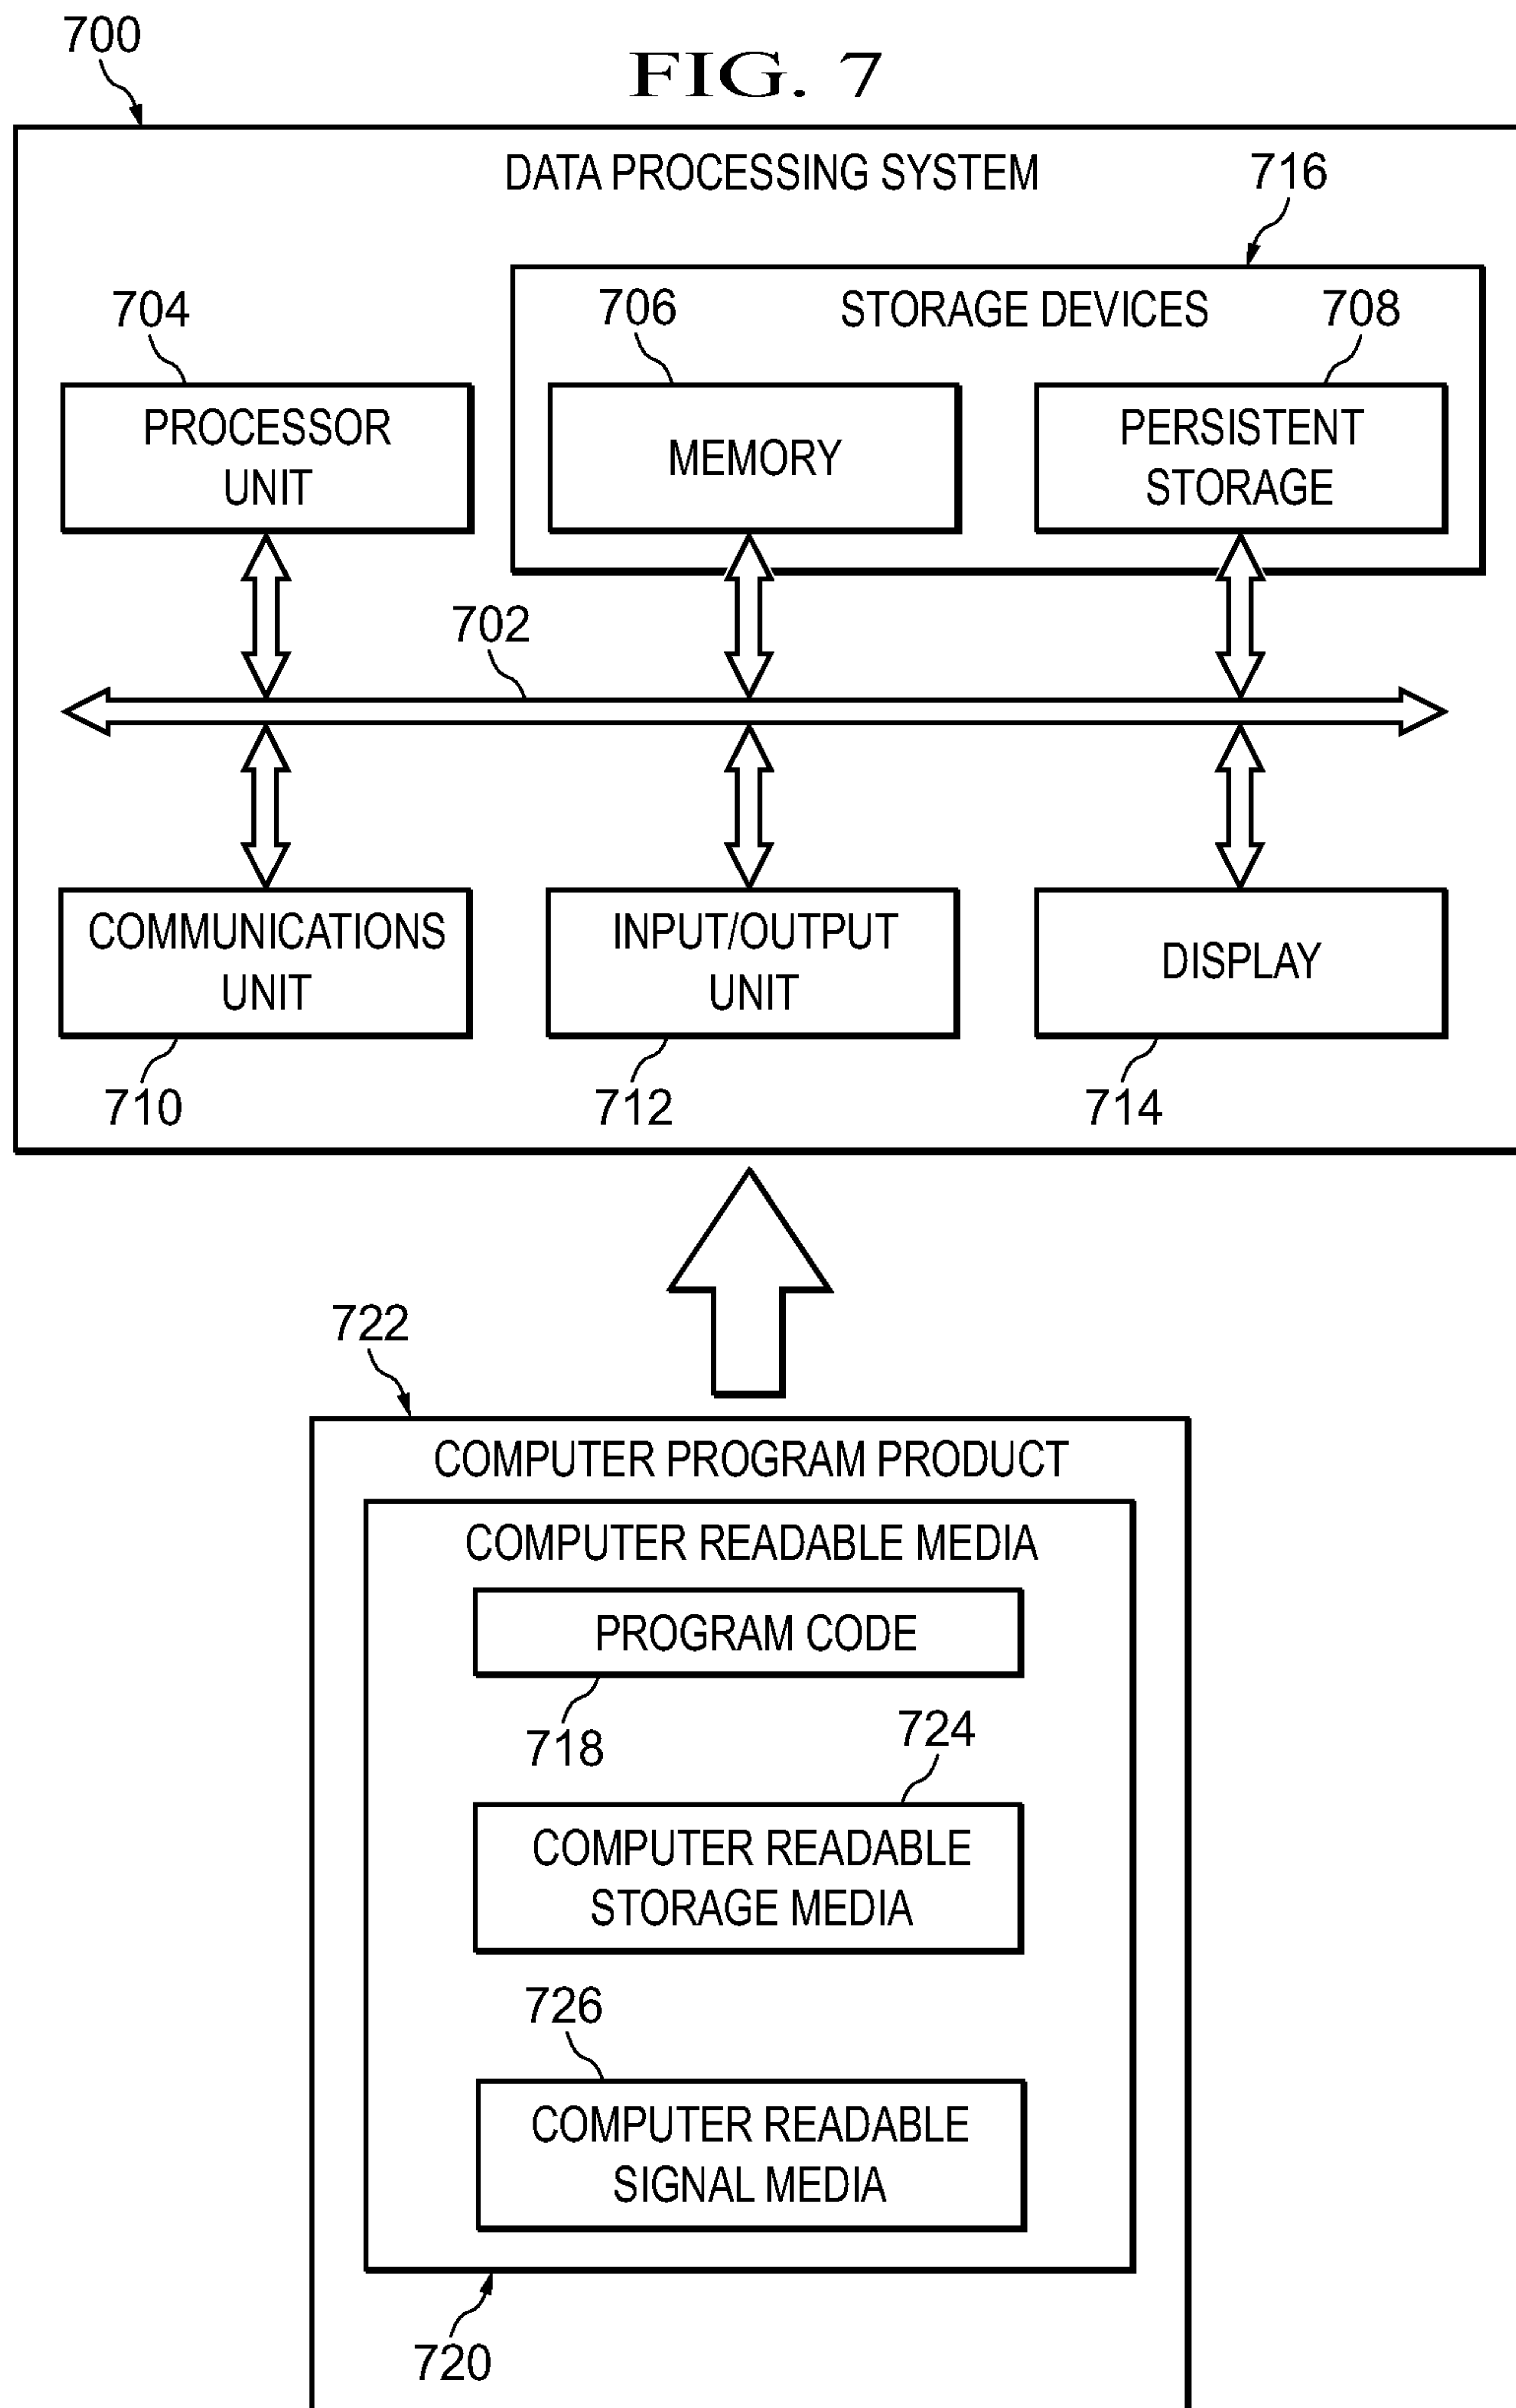 700
FIG. 7
DATA PROCESSING SYSTEM
716
704
706
STORAGE DEVICES
708
PROCESSOR
UNIT
MEMORY
PERSISTENT
STORAGE
702
COMMUNICATIONS
UNIT
INPUT/OUTPUT
UNIT
DISPLAY
710
712
714
722
COMPUTER PROGRAM PRODUCT
COMPUTER READABLE MEDIA
PROGRAM CODE
718
724
COMPUTER READABLE
STORAGE MEDIA
726
COMPUTER READABLE
SIGNAL MEDIA
720